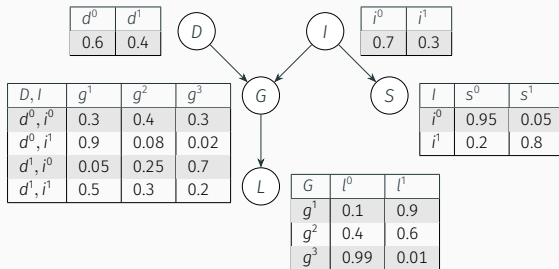 d⁰ d¹
0.6 0.4
D
I
i⁰ i¹
0.7 0.3
D, I g¹ g² g³
d⁰, i⁰ 0.3 0.4 0.3
d⁰, i¹ 0.9 0.08 0.02
d¹, i⁰ 0.05 0.25 0.7
d¹, i¹ 0.5 0.3 0.2
G
S
I s⁰ s¹
i⁰ 0.95 0.05
i¹ 0.2 0.8
L
G l⁰ l¹
g¹ 0.1 0.9
g² 0.4 0.6
g³ 0.99 0.01